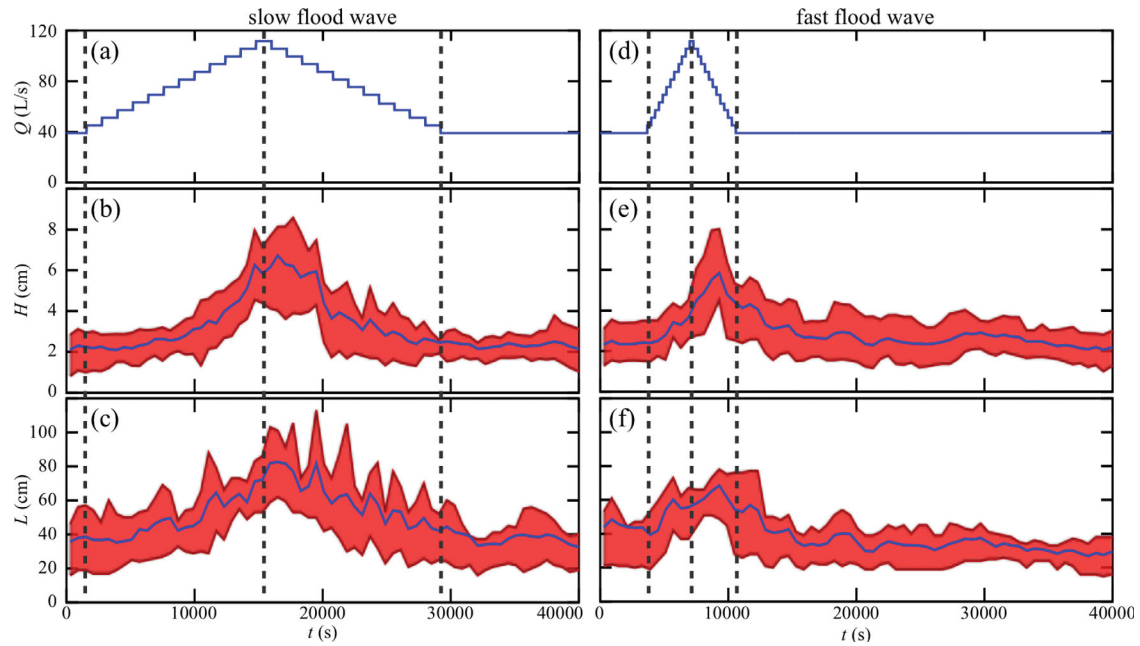 slow flood wave fast flood wave
(a) (d)
120
80
40
0
Q (L/s)
(b) (e)
8
6
4
2
0
H (cm)
(c) (f)
100
80
60
40
20
0
L (cm)
0 10000 20000 30000 40000 0 10000 20000 30000 40000
t (s) t (s)